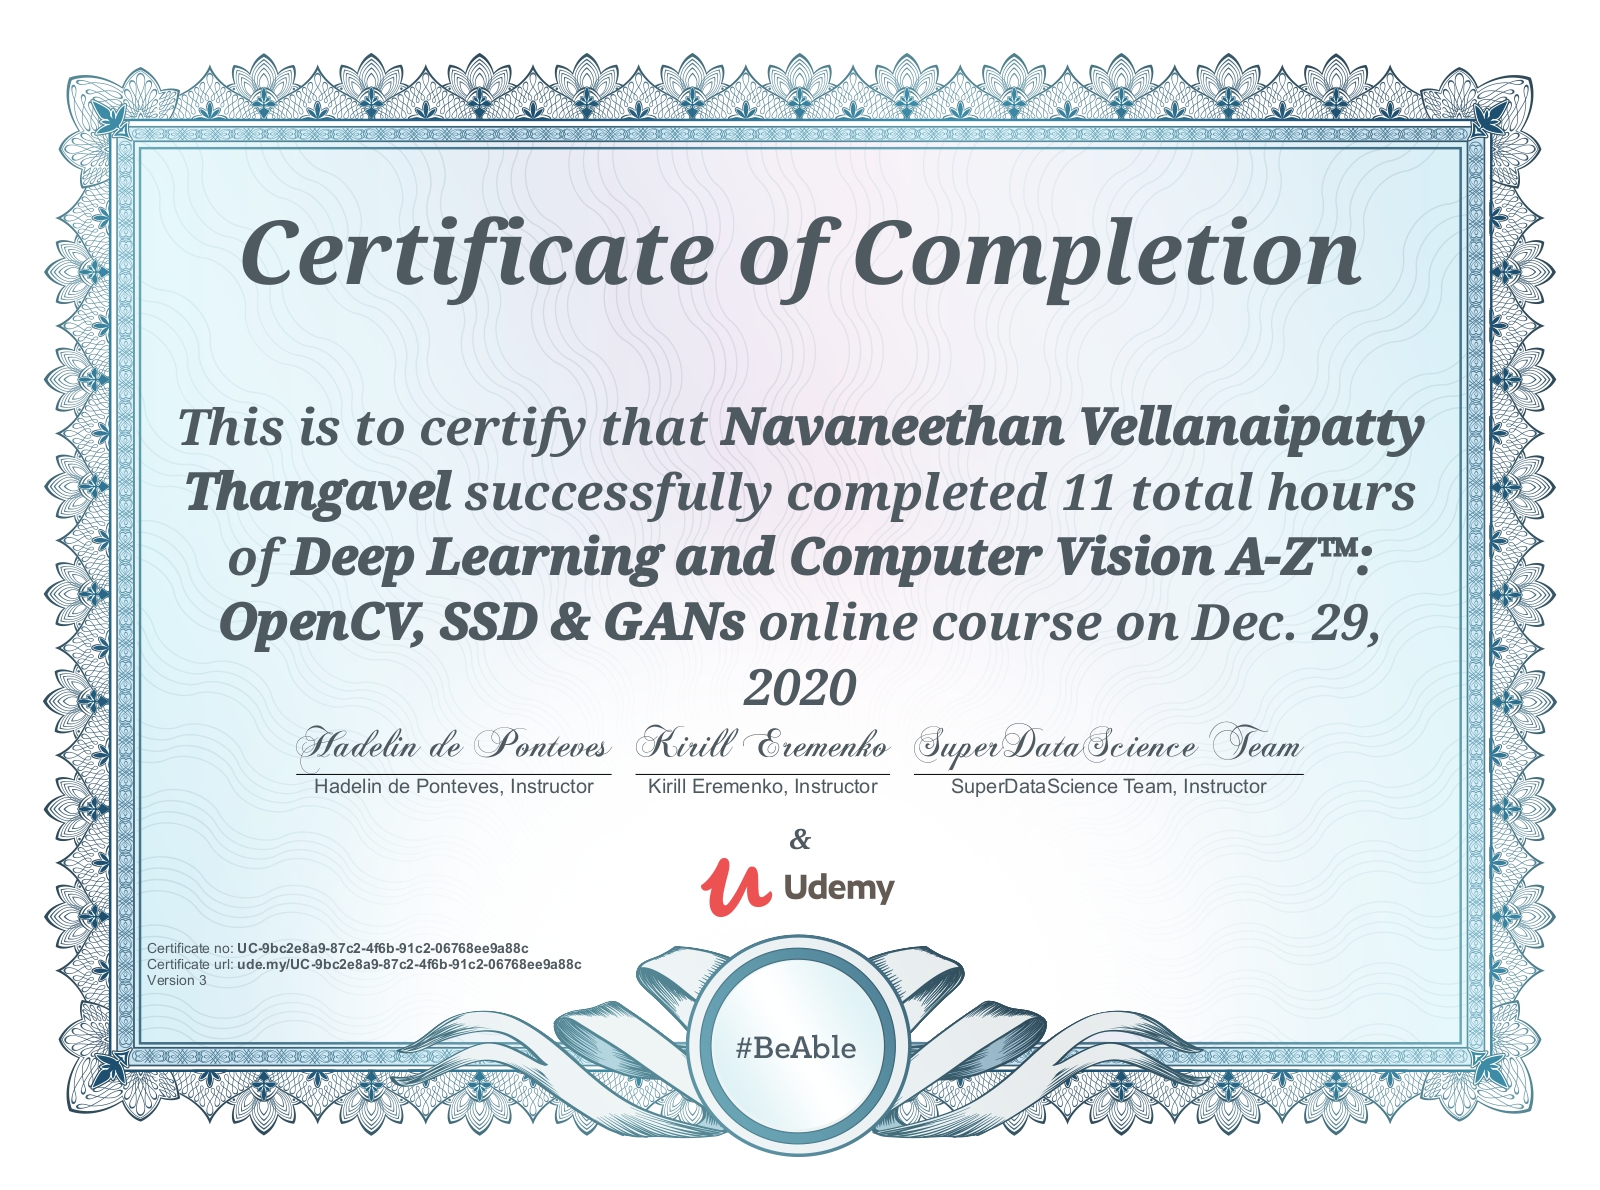 Certificate of Completion
This is to certify that Navaneethan Vellanaipatty
Thangavel successfully completed 11 total hours
of Deep Learning and Computer Vision A-Z™:
OpenCV, SSD & GANs online course on Dec. 29,
2020
Hadelin de Ponteves Kirill Eremenko SuperDataScience Team
Hadelin de Ponteves, Instructor Kirill Eremenko, Instructor SuperDataScience Team, Instructor
&
Udemy
Certificate no: UC-9bc2e8a9-87c2-4f6b-91c2-06768ee9a88c
Certificate url: ude.my/UC-9bc2e8a9-87c2-4f6b-91c2-06768ee9a88c
Version 3
#BeAble